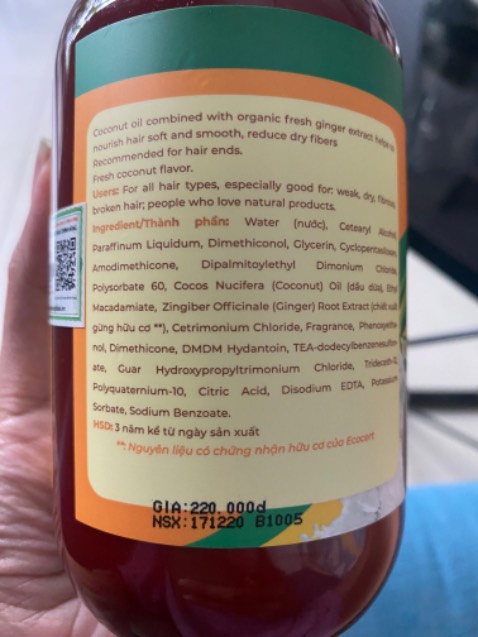 Coconut oil combined with organic fresh ginger extract helps to
nourish hair soft and smooth, reduce dry fibers
Recommended for hair ends.
Fresh coconut flavor.
Users: For all hair types, especially good for: weak, dry, fibrous,
broken hair; people who love natural products.
Ingredient/Thành phần: Water (nước), Cetearyl Alcohol,
Paraffinum Liquidum, Dimethiconol, Glycerin, Cyclopentasiloxane,
Amodimethicone, Dipalmitoylethyl Dimonium Chloride,
Polysorbate 60, Cocos Nucifera (Coconut) Oil (dầu dừa), Ethyl
Macadamiate, Zingiber Officinale (Ginger) Root Extract (chiết xuất
gừng hữu cơ **), Cetrimonium Chloride, Fragrance, Phenoxyetha-
nol, Dimethicone, DMDM Hydantoin, TEA-dodecylbenzenesulfon-
ate, Guar Hydroxypropyltrimonium Chloride,
Polyquaternium-10, Citric Acid, Disodium EDTA, Potassium
Sorbate, Sodium Benzoate.
HSD: 3 năm kể từ ngày sản xuất
**: Nguyên liệu có chứng nhận hữu cơ của Ecocert
GIA:220.000d
NSX:171220 B1005